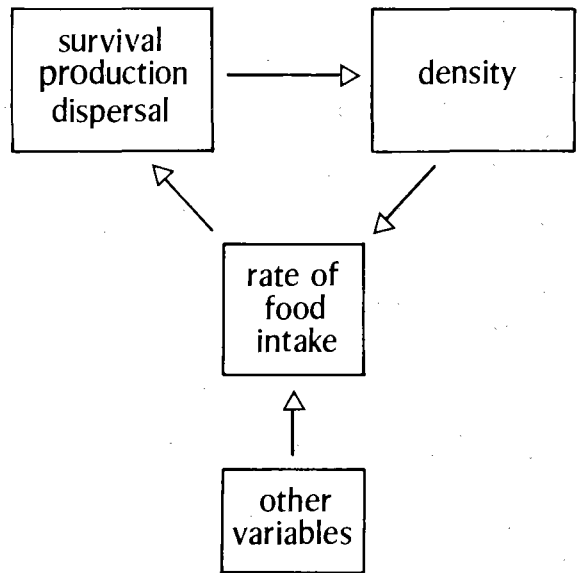 survival
production
dispersal
density
rate of
food
intake
other
variables